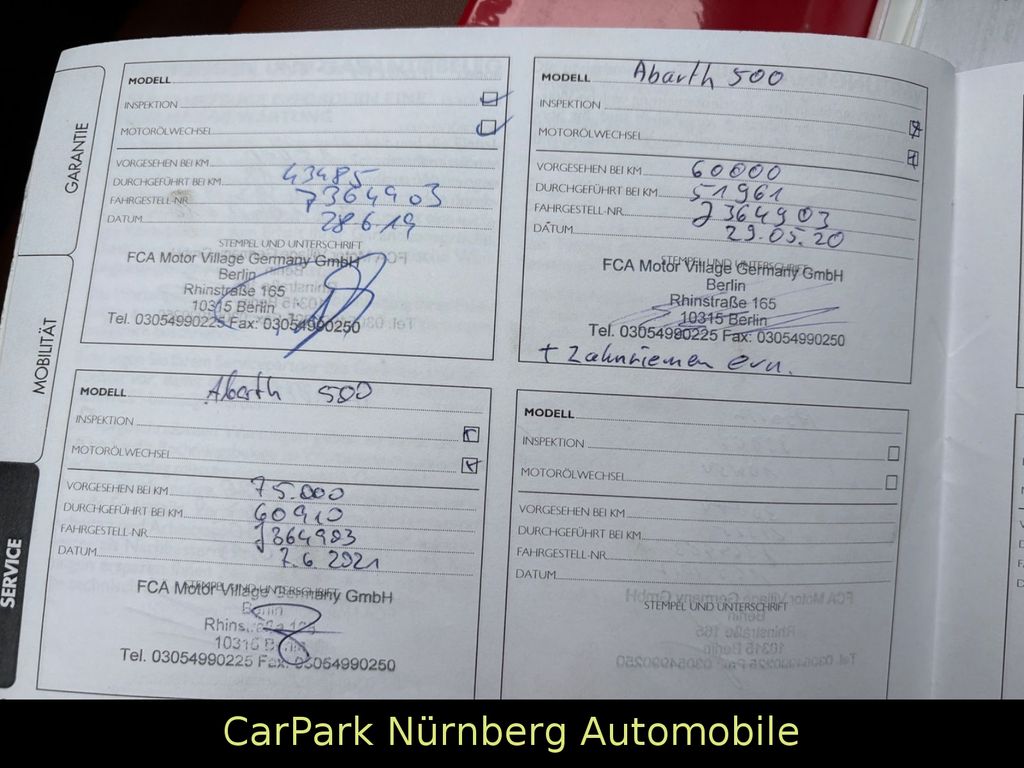 GARANTIE
MOBILITÄT
SERVICE
MODELL
INSPEKTION
MOTORÖLWECHSEL
VORGESEHEN BEI KM
DURCHGEFÜHRT BEI KM 43485
FAHRGESTELL-NR. 7364903
DATUM 28.6.19
STEMPEL UND UNTERSCHRIFT
FCA Motor Village Germany GmbH
Berlin
Rhinstraße 165
10315 Berlin
Tel. 03054990225 Fax: 03054990250
MODELL Abarth 500
INSPEKTION
MOTORÖLWECHSEL
VORGESEHEN BEI KM 60000
DURCHGEFÜHRT BEI KM 51961
FAHRGESTELL-NR. J364903
DATUM 29.05.20
STEMPEL UND UNTERSCHRIFT
FCA Motor Village Germany GmbH
Berlin
Rhinstraße 165
10315 Berlin
Tel. 03054990225 Fax: 03054990250
+ Zahnriemen ern.
MODELL Abarth 500
INSPEKTION
MOTORÖLWECHSEL
VORGESEHEN BEI KM 75.000
DURCHGEFÜHRT BEI KM 60910
FAHRGESTELL-NR. J364903
DATUM 7.6 2021
STEMPEL UND UNTERSCHRIFT
FCA Motor Village Germany GmbH
Berlin
Rhinstraße 165
10315 Berlin
Tel. 03054990225 Fax: 03054990250
MODELL
INSPEKTION
MOTORÖLWECHSEL
VORGESEHEN BEI KM
DURCHGEFÜHRT BEI KM
FAHRGESTELL-NR.
DATUM
STEMPEL UND UNTERSCHRIFT
CarPark Nürnberg Automobile